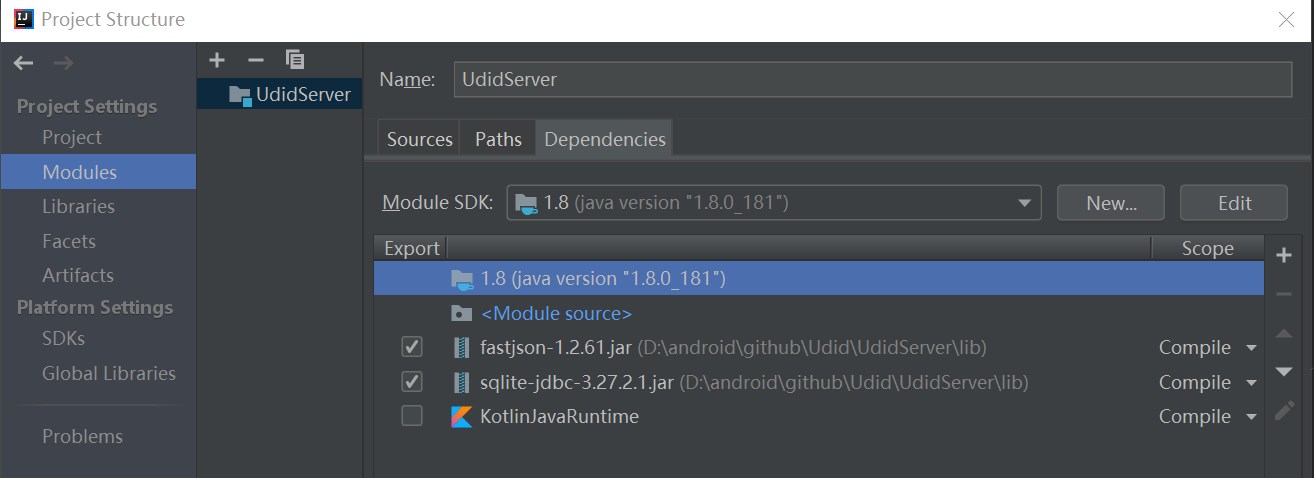 IJ Project Structure
Project Settings
Project
Modules
Libraries
Facets
Artifacts
Platform Settings
SDKs
Global Libraries
Problems
UdidServer
Name: UdidServer
Sources Paths Dependencies
Module SDK: 1.8 (java version "1.8.0_181") New... Edit
Export Scope
1.8 (java version "1.8.0_181")
<Module source>
fastjson-1.2.61.jar (D:\android\github\Udid\UdidServer\lib) Compile
sqlite-jdbc-3.27.2.1.jar (D:\android\github\Udid\UdidServer\lib) Compile
KotlinJavaRuntime Compile